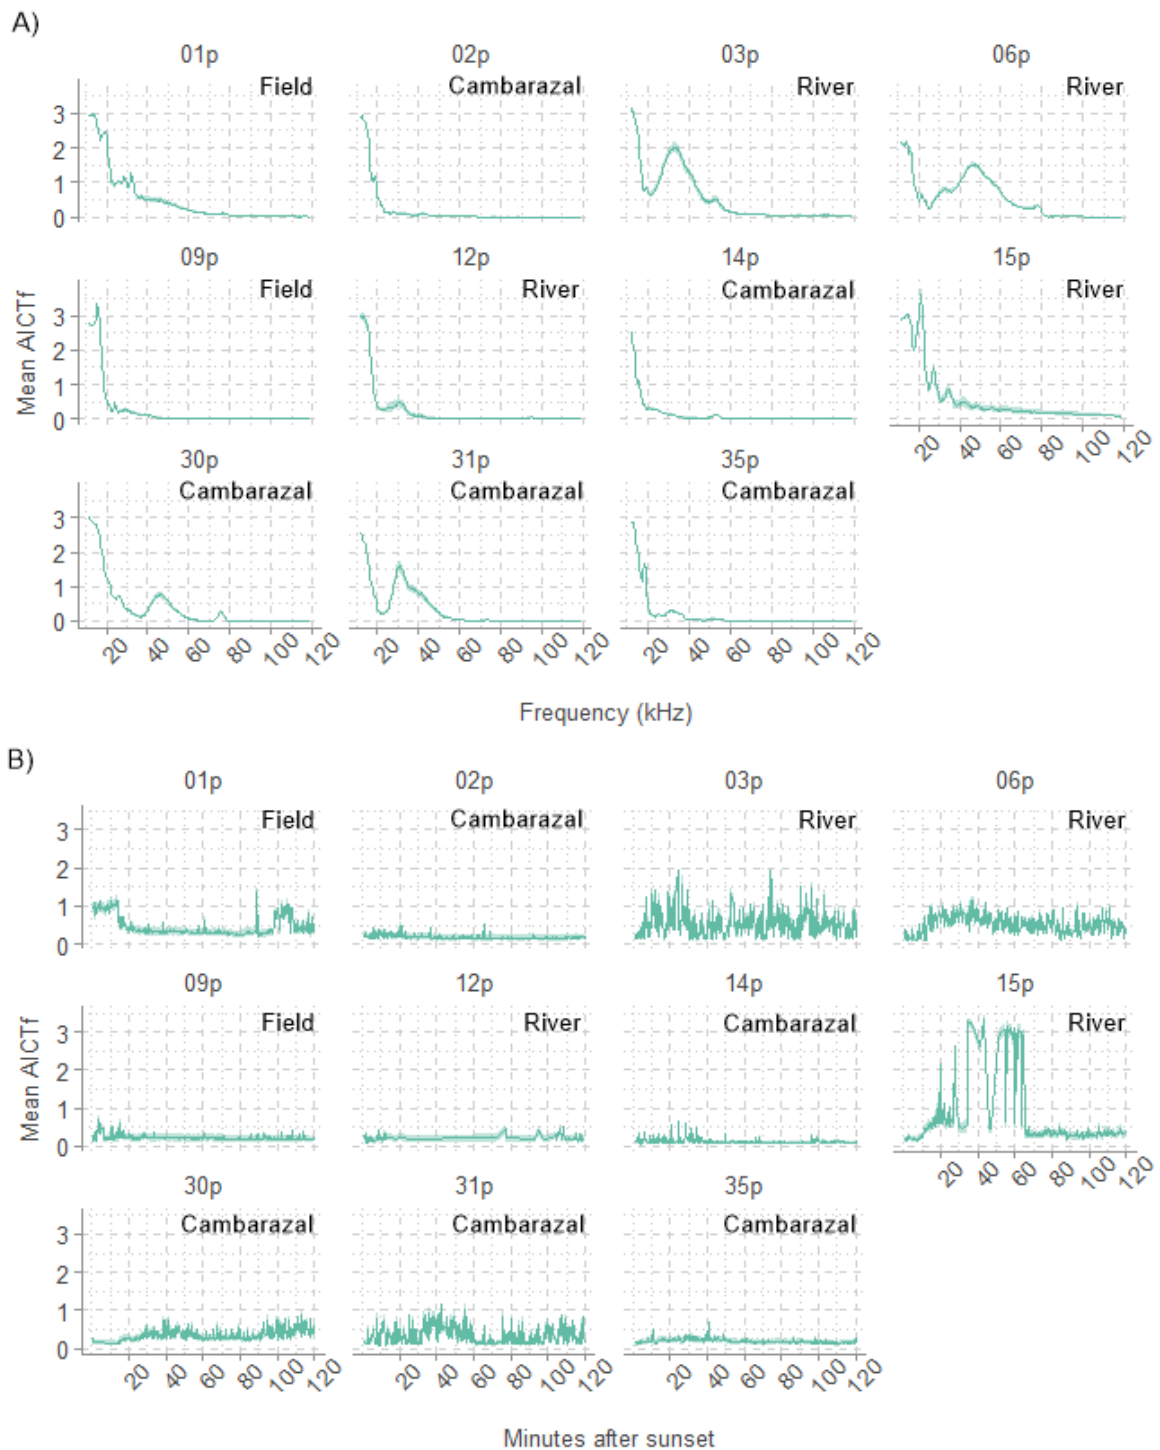 A)
01p 02p 03p 06p
Field Cambarazal River River
3
2
1
0
09p 12p 14p 15p
Field River Cambarazal River
3
2
1
0
20 40 60 80 100 120
30p 31p 35p
Cambarazal Cambarazal Cambarazal
3
2
1
0
20 40 60 80 100 120 20 40 60 80 100 120 20 40 60 80 100 120
Mean AICTf
Frequency (kHz)
B)
01p 02p 03p 06p
Field Cambarazal River River
3
2
1
0
09p 12p 14p 15p
Field River Cambarazal River
3
2
1
0
20 40 60 80 100 120
30p 31p 35p
Cambarazal Cambarazal Cambarazal
3
2
1
0
20 40 60 80 100 120 20 40 60 80 100 120 20 40 60 80 100 120
Mean AICTf
Minutes after sunset